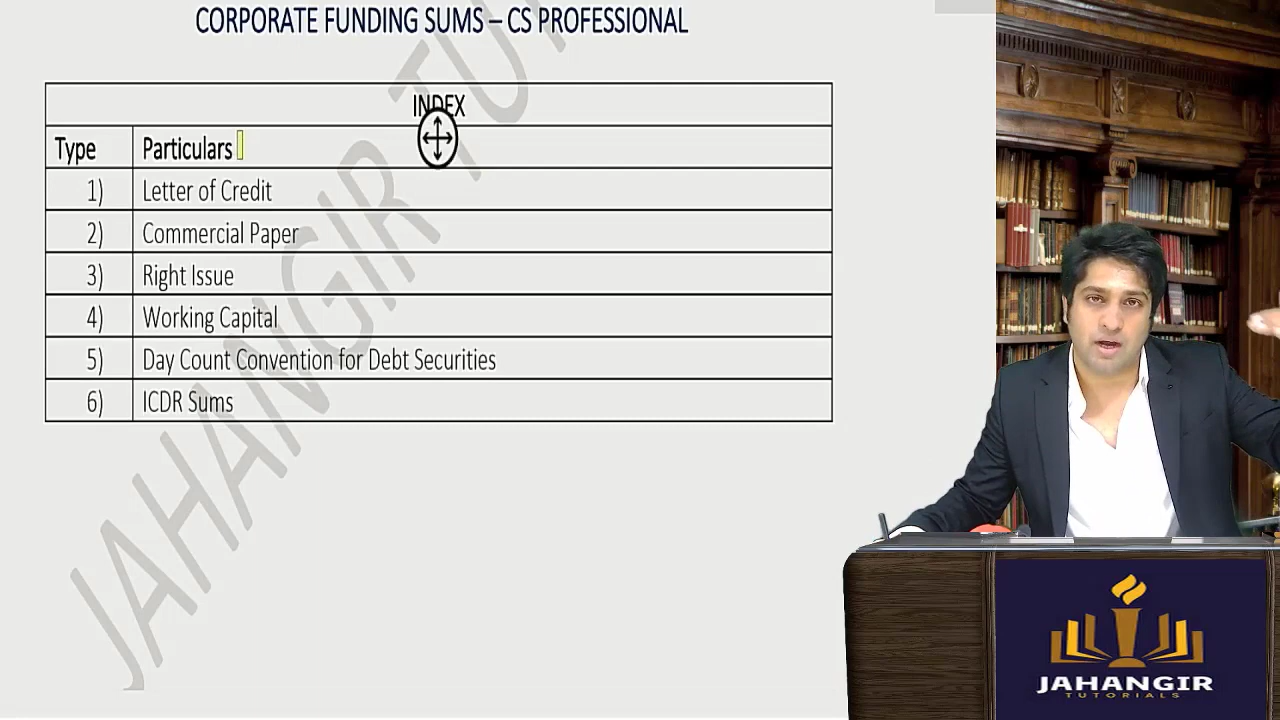 CORPORATE FUNDING SUMS – CS PROFESSIONAL
INDEX
Type Particulars
1) Letter of Credit
2) Commercial Paper
3) Right Issue
4) Working Capital
5) Day Count Convention for Debt Securities
6) ICDR Sums
JAHANGIR TUT
JAHANGIR
TUTORIALS